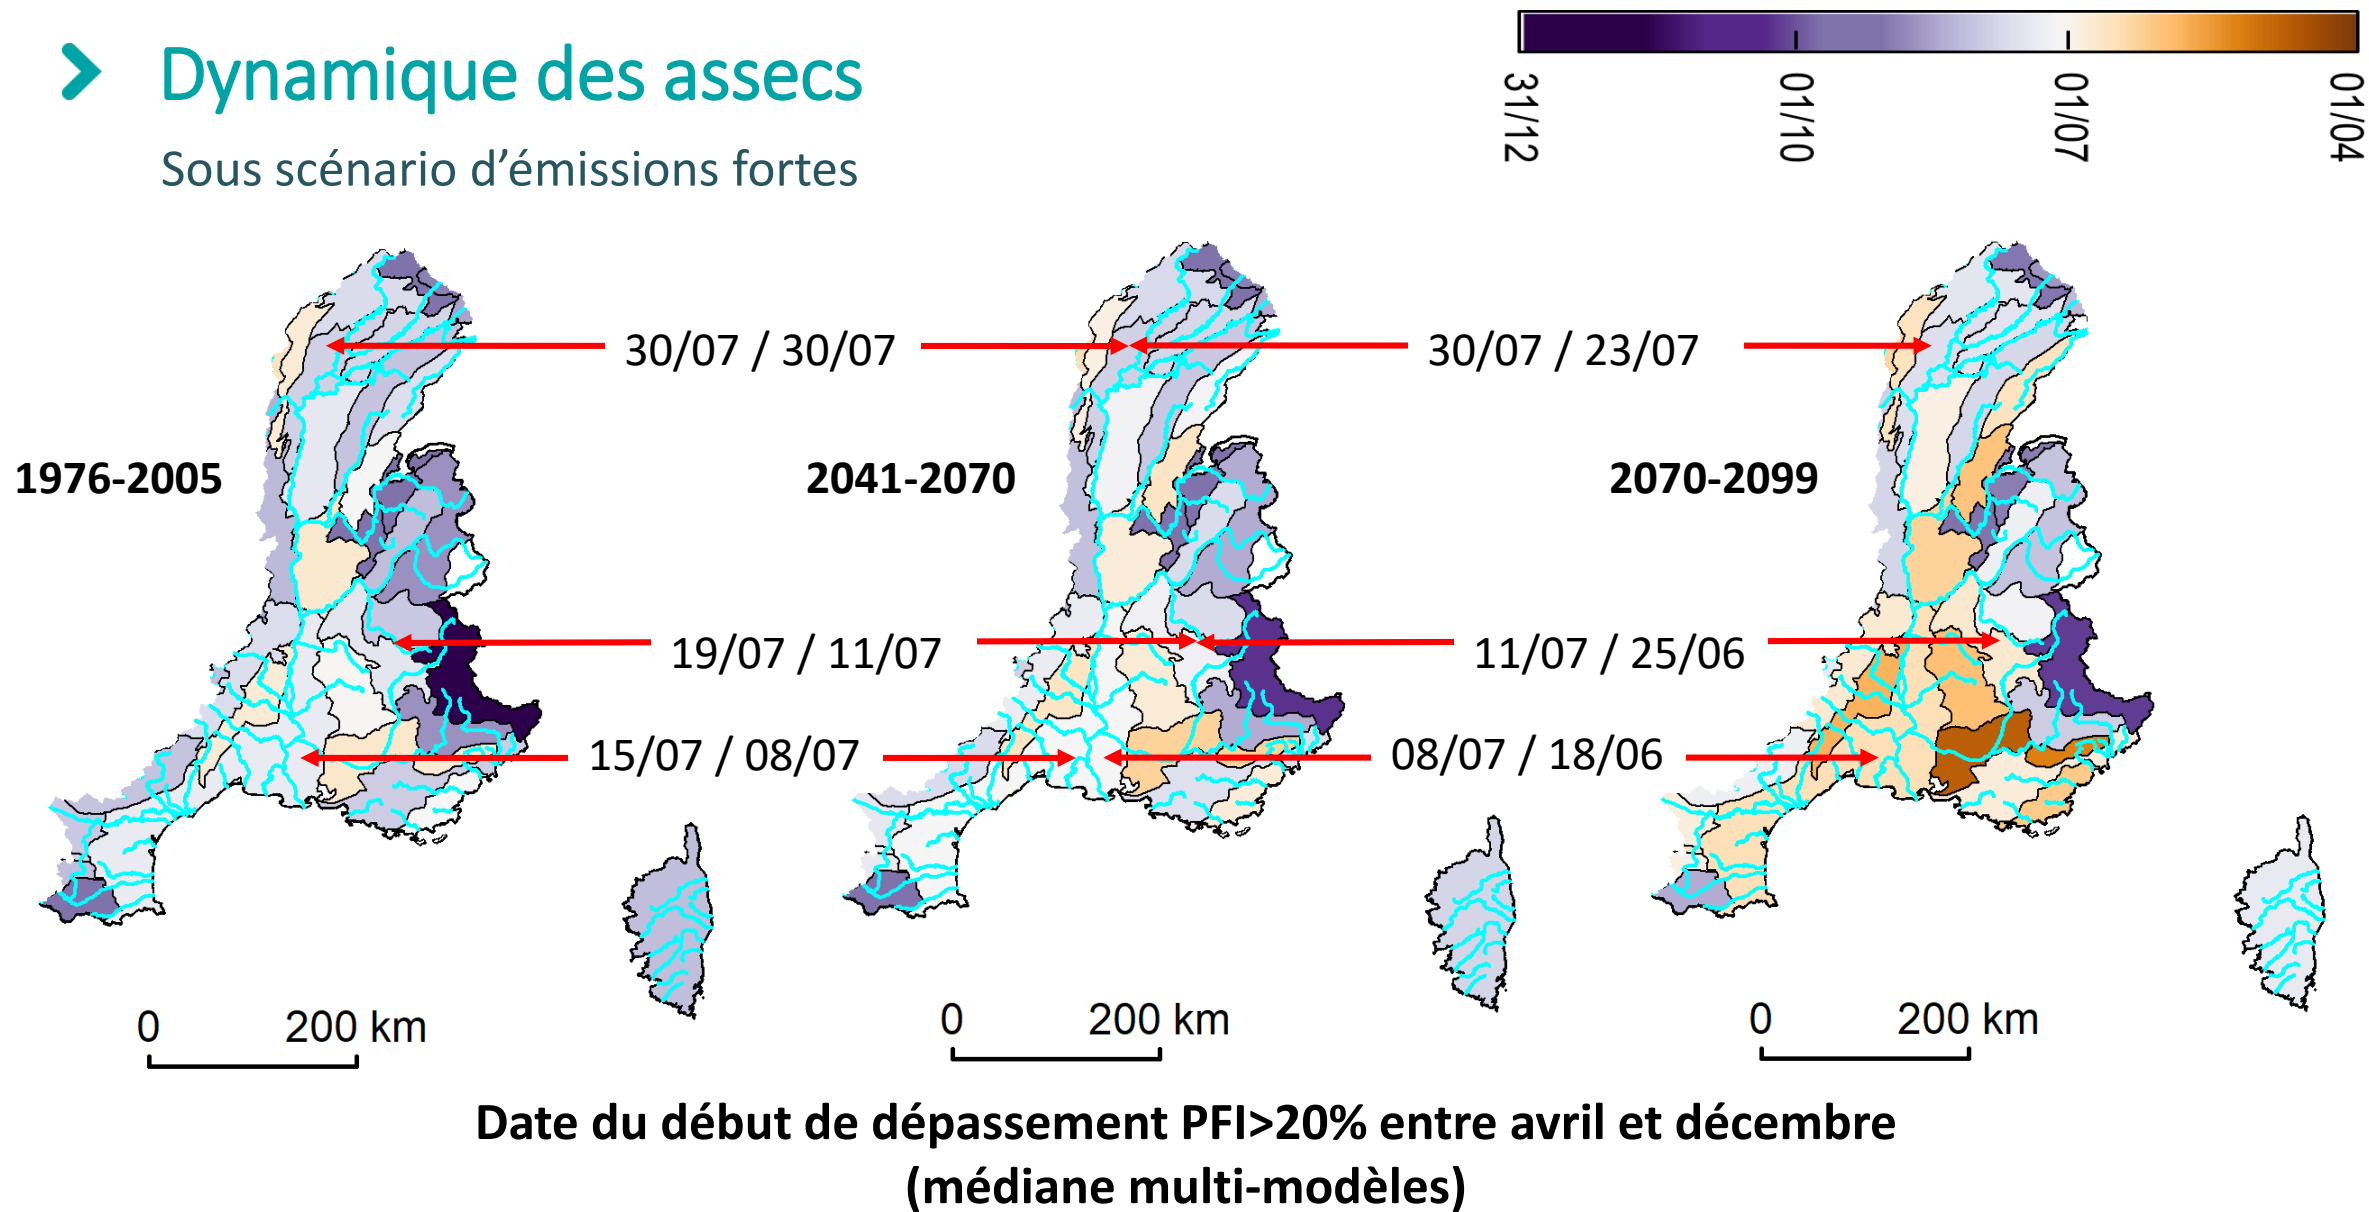 Dynamique des assecs
Sous scénario d'émissions fortes
31/12
01/10
01/07
01/04
30/07 / 30/07
30/07 / 23/07
1976-2005
2041-2070
2070-2099
19/07 / 11/07
11/07 / 25/06
15/07 / 08/07
08/07 / 18/06
0 200 km
0 200 km
0 200 km
Date du début de dépassement PFI>20% entre avril et décembre
(médiane multi-modèles)